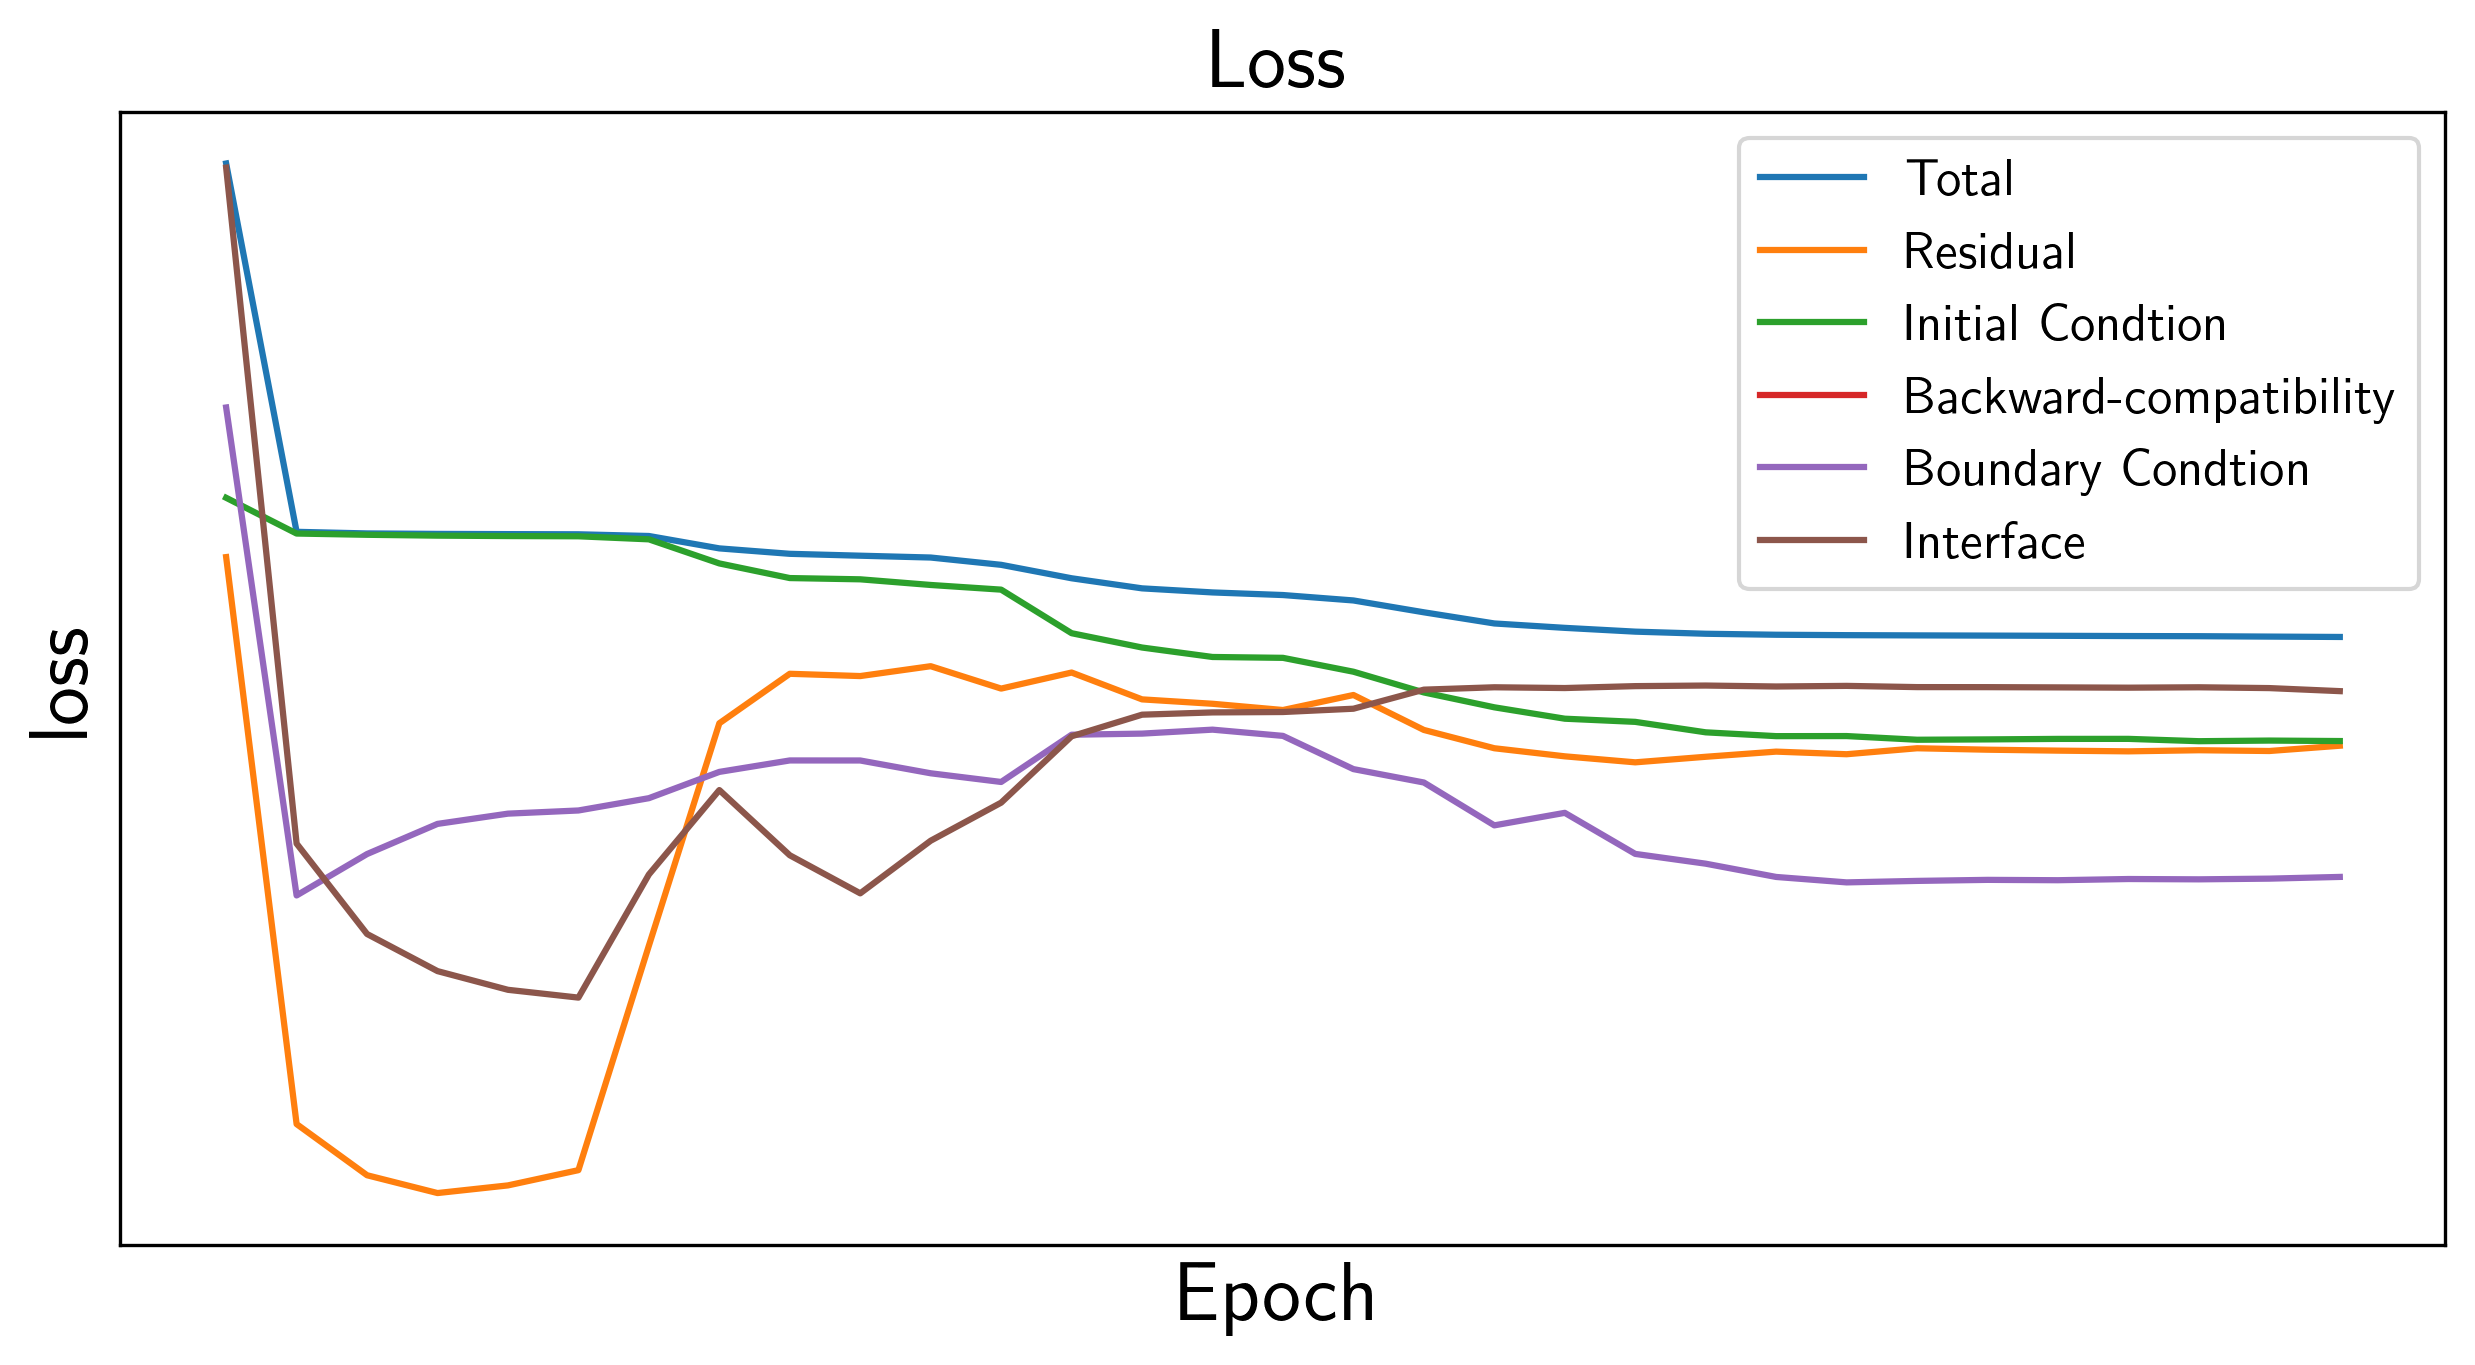 Loss
Total
Residual
Initial Condtion
Backward-compatibility
Boundary Condtion
Interface
loss
Epoch